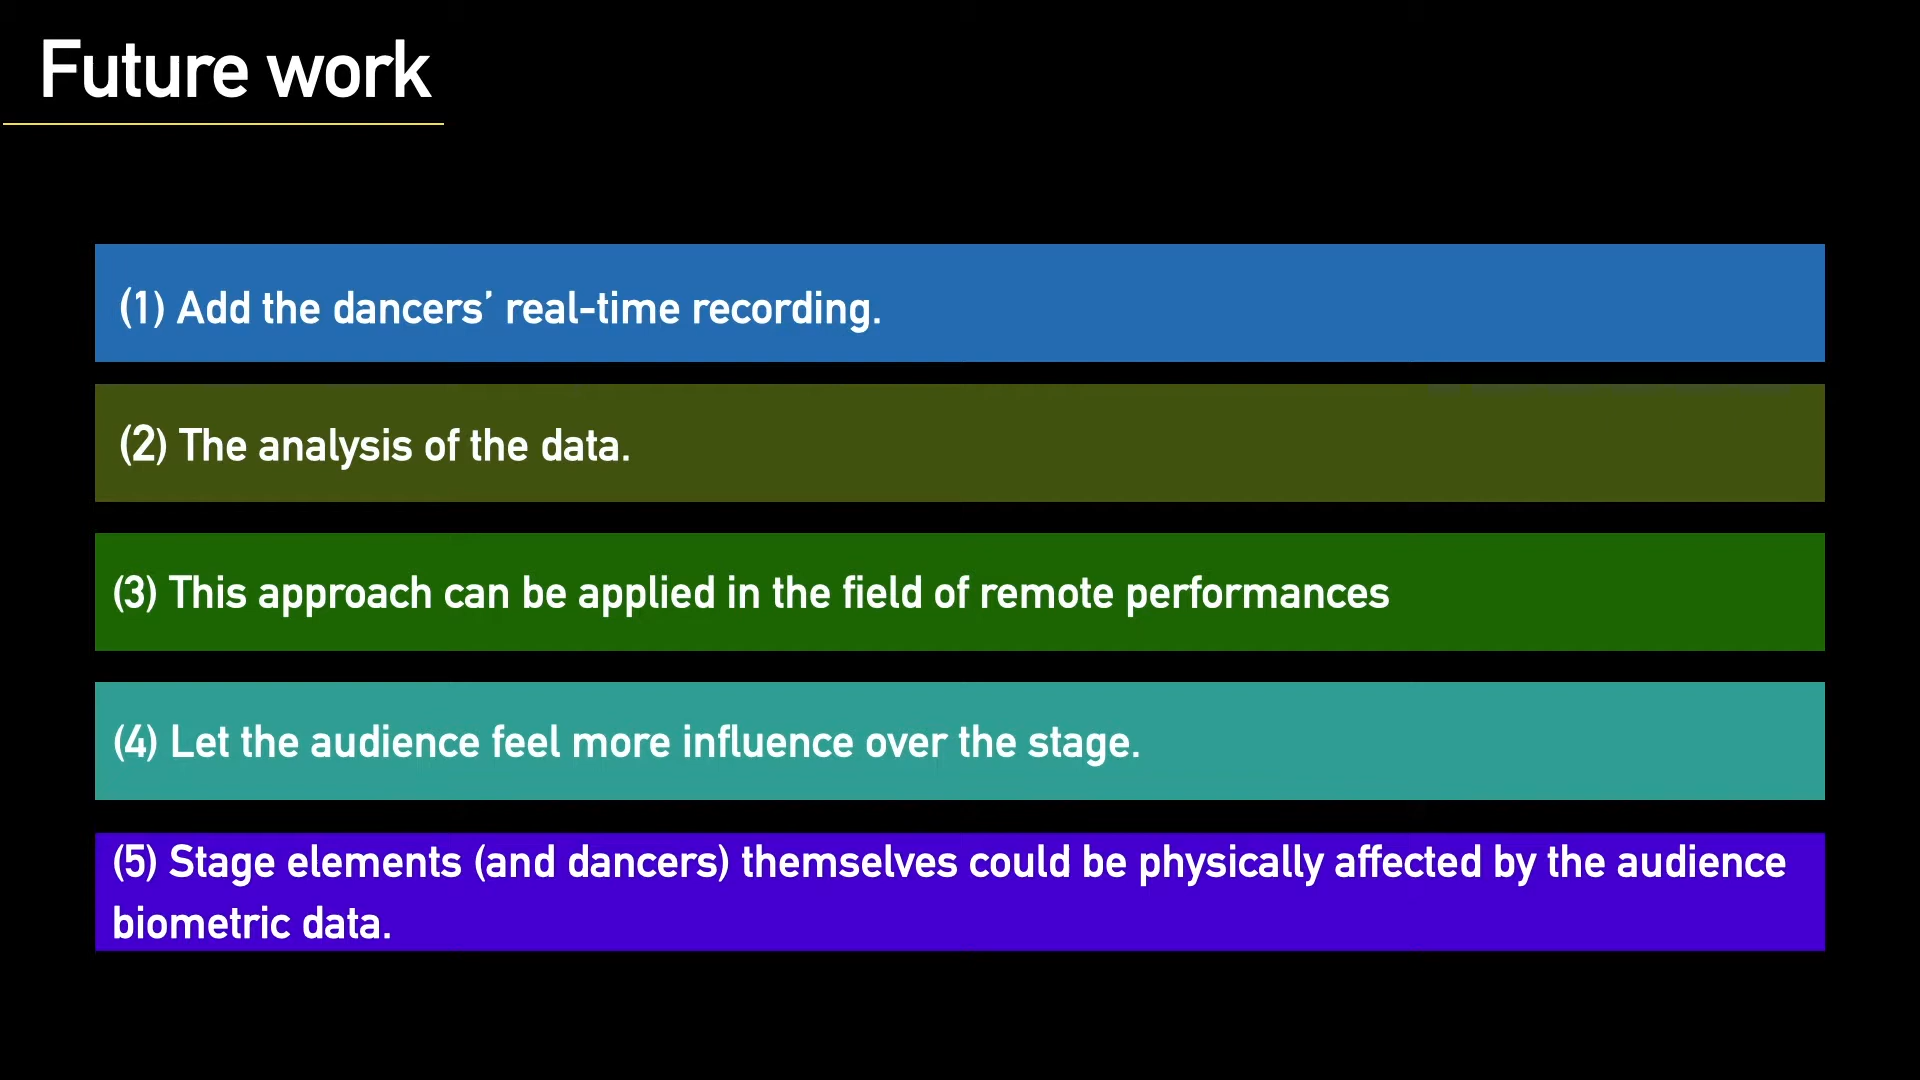 Future work
(1) Add the dancers’ real-time recording.
(2) The analysis of the data.
(3) This approach can be applied in the field of remote performances
(4) Let the audience feel more influence over the stage.
(5) Stage elements (and dancers) themselves could be physically affected by the audience
biometric data.